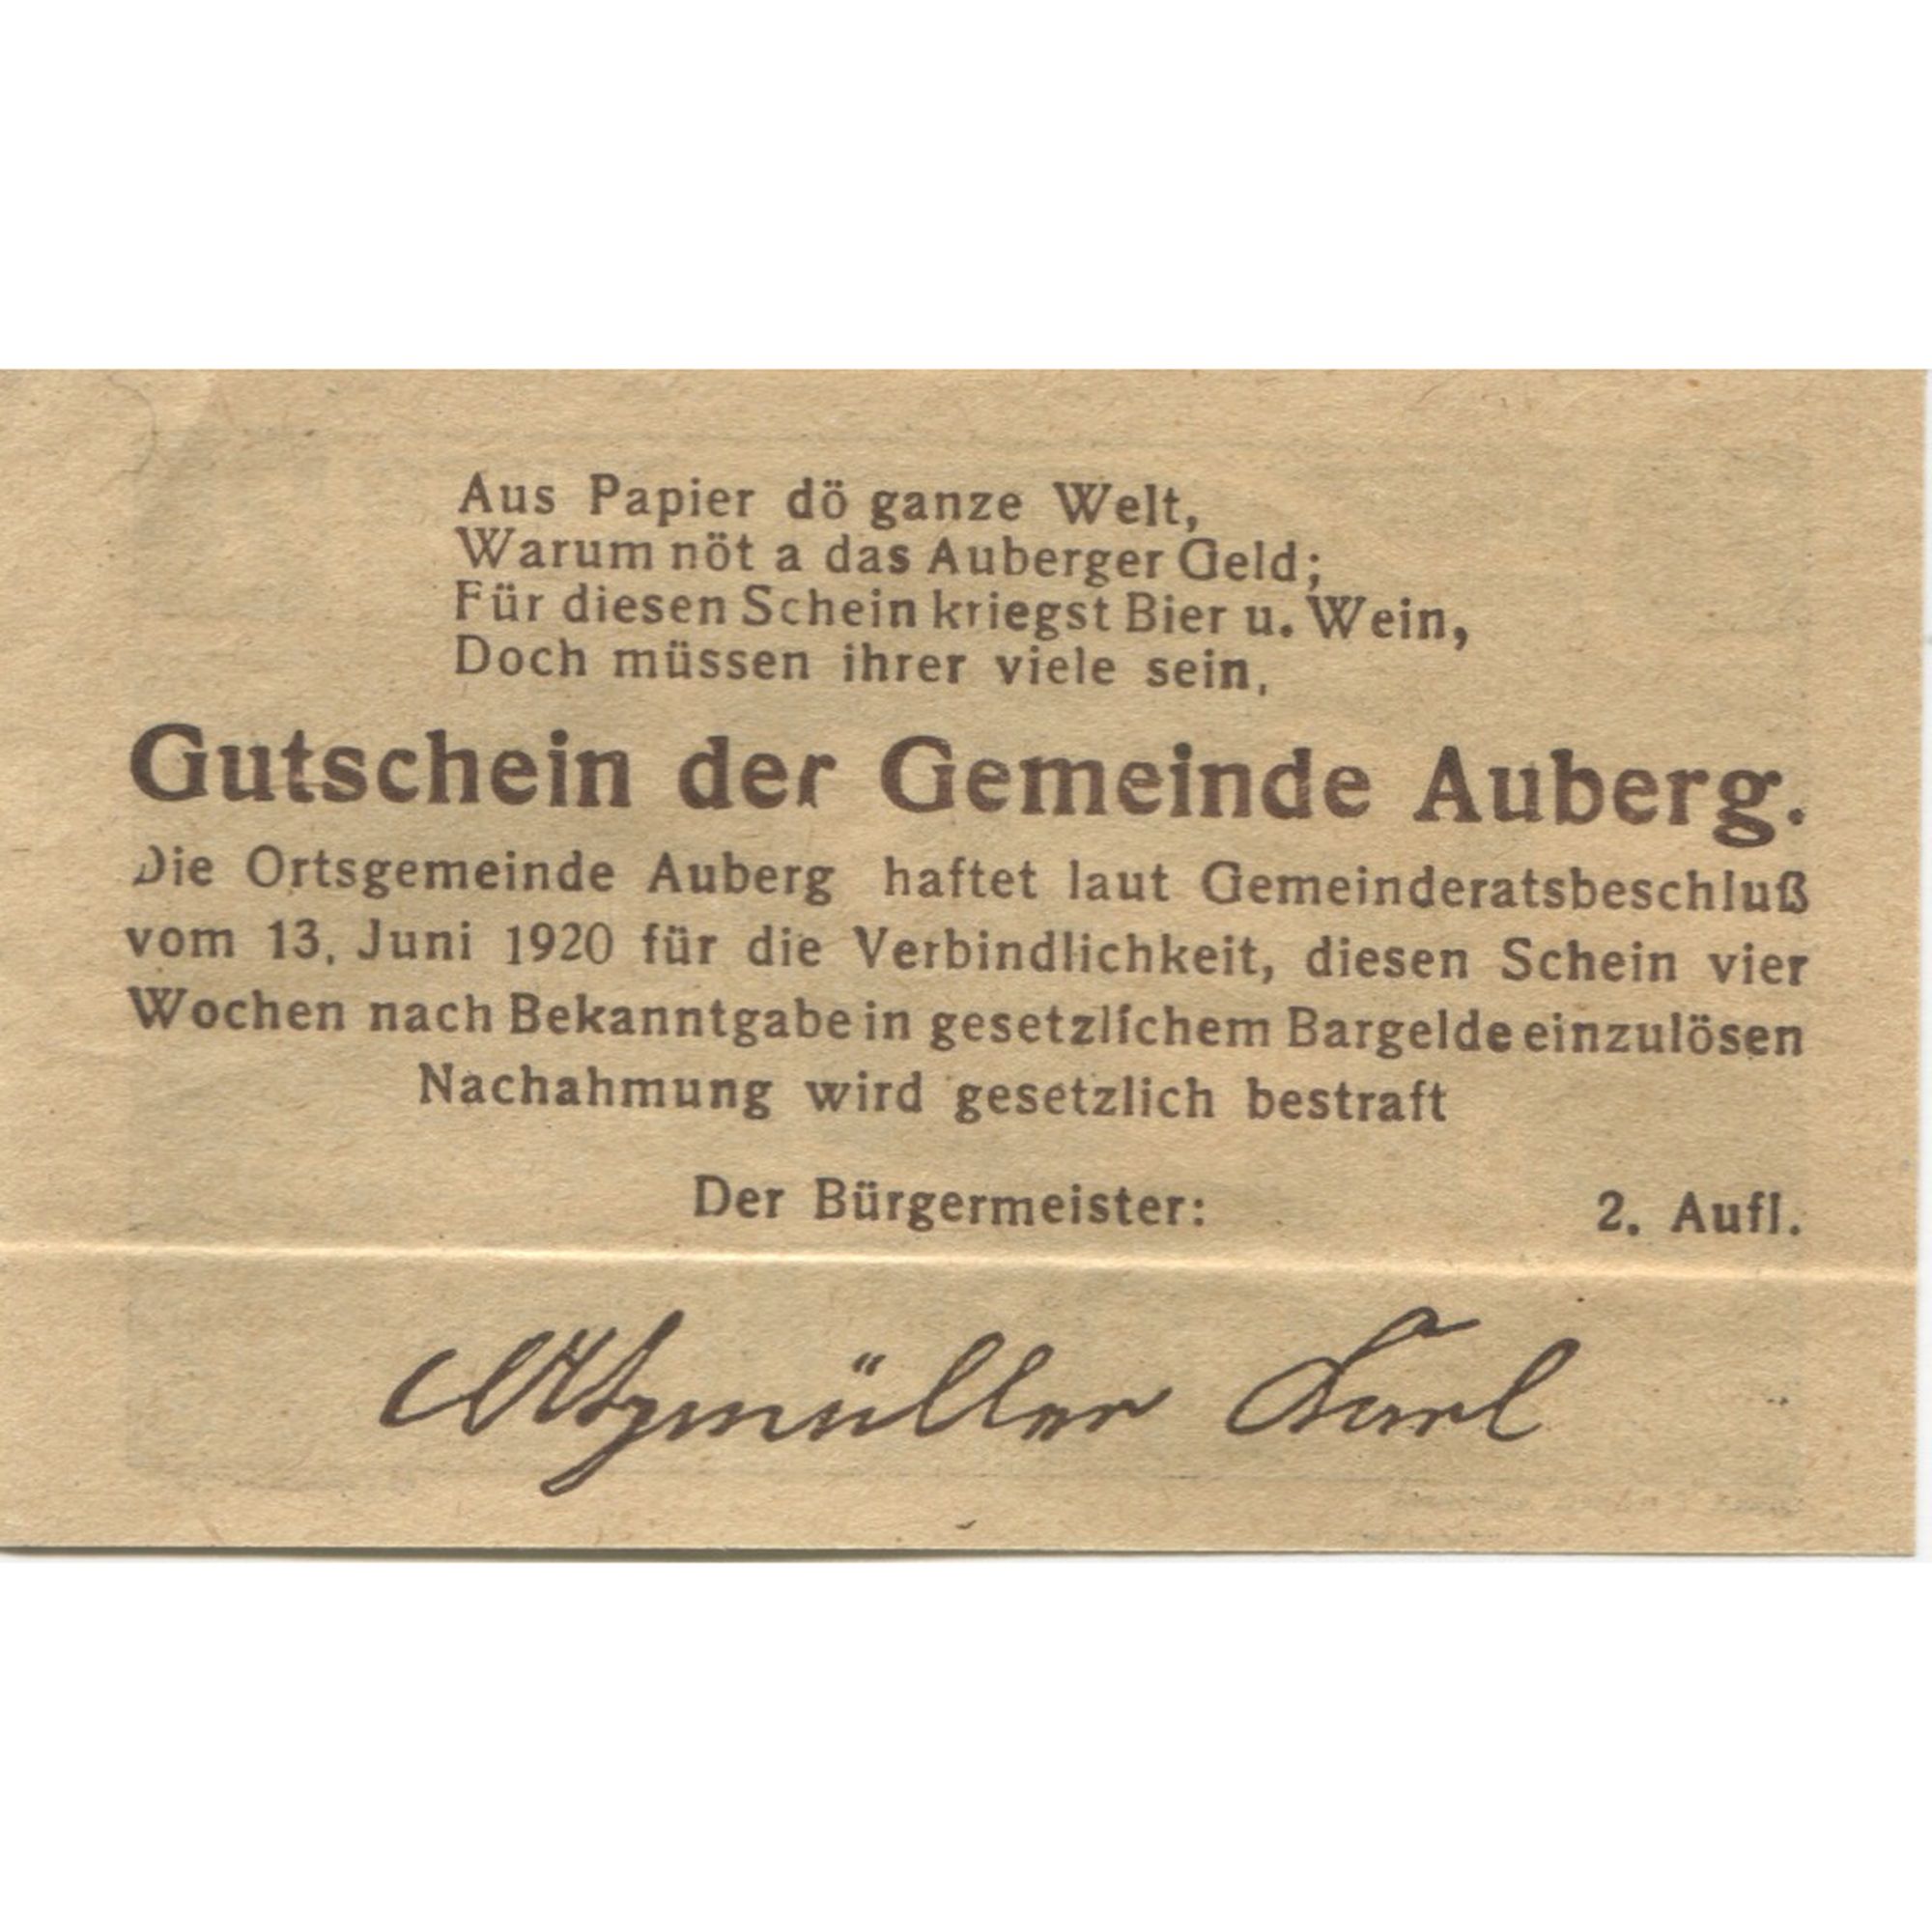 Aus Papier dö ganze Welt,
Warum nöt a das Auberger Geld;
Für diesen Schein kriegst Bier u. Wein,
Doch müssen ihrer viele sein,
Gutschein der Gemeinde Auberg.
Die Ortsgemeinde Auberg haftet laut Gemeinderatsbeschluß
vom 13. Juni 1920 für die Verbindlichkeit, diesen Schein vier
Wochen nach Bekanntgabe in gesetzlichem Bargelde einzulösen
Nachahmung wird gesetzlich bestraft
Der Bürgermeister: 2. Aufl.
Atzmüller Karl